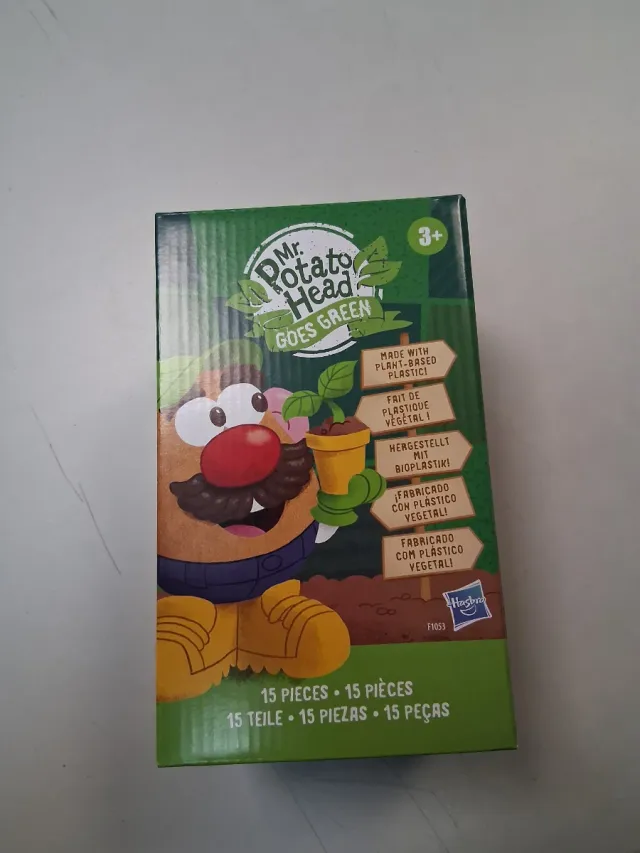 3+
Mr.
Potato
Head
GOES GREEN
MADE WITH
PLANT-BASED
PLASTIC!
FAIT DE
PLASTIQUE
VÉGÉTAL !
HERGESTELLT
MIT
BIOPLASTIK!
¡FABRICADO
CON PLÁSTICO
VEGETAL!
FABRICADO
COM PLÁSTICO
VEGETAL!
Hasbro
F1053
15 PIECES • 15 PIÈCES
15 TEILE • 15 PIEZAS • 15 PEÇAS